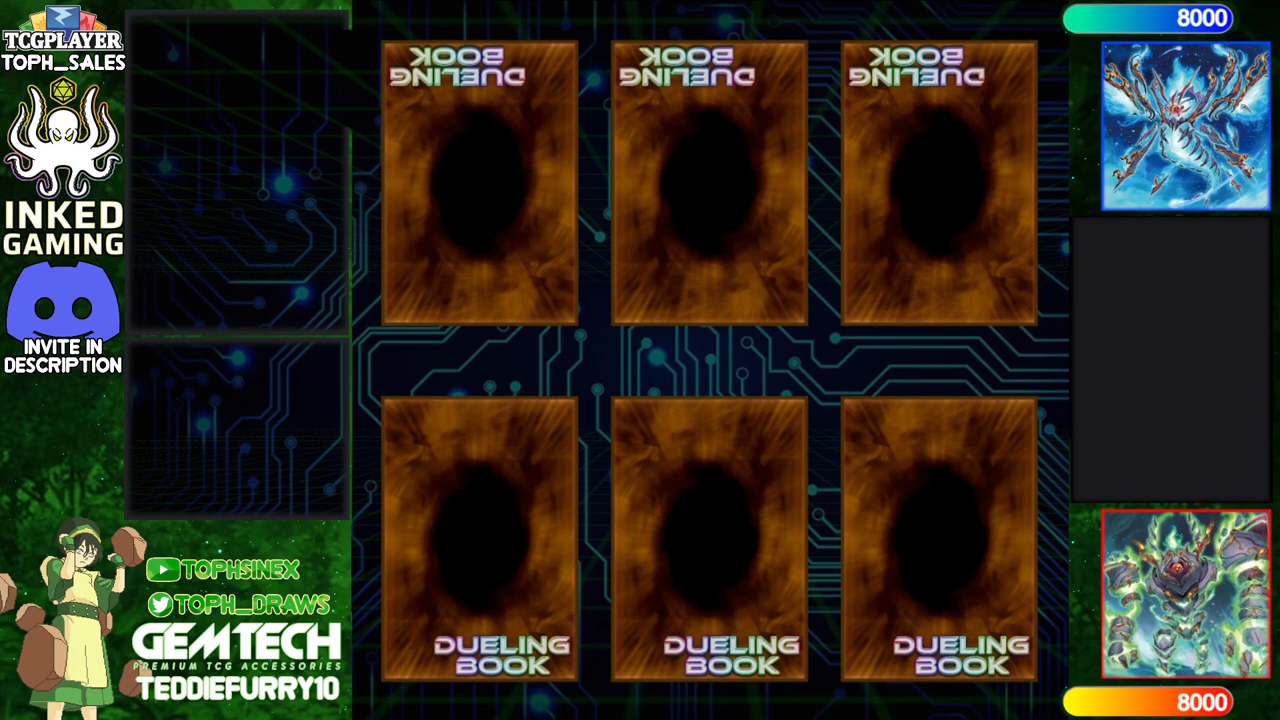 TCGPLAYER
TOPH_SALES
INKED
GAMING
INVITE IN
DESCRIPTION
DUELING
BOOK
DUELING
BOOK
DUELING
BOOK
8000
DUELING
BOOK
DUELING
BOOK
DUELING
BOOK
8000
TOPHSINEX
TOPH_DRAWS
GEMTECH
PREMIUM TCG ACCESSORIES
TEDDIEFURRY10